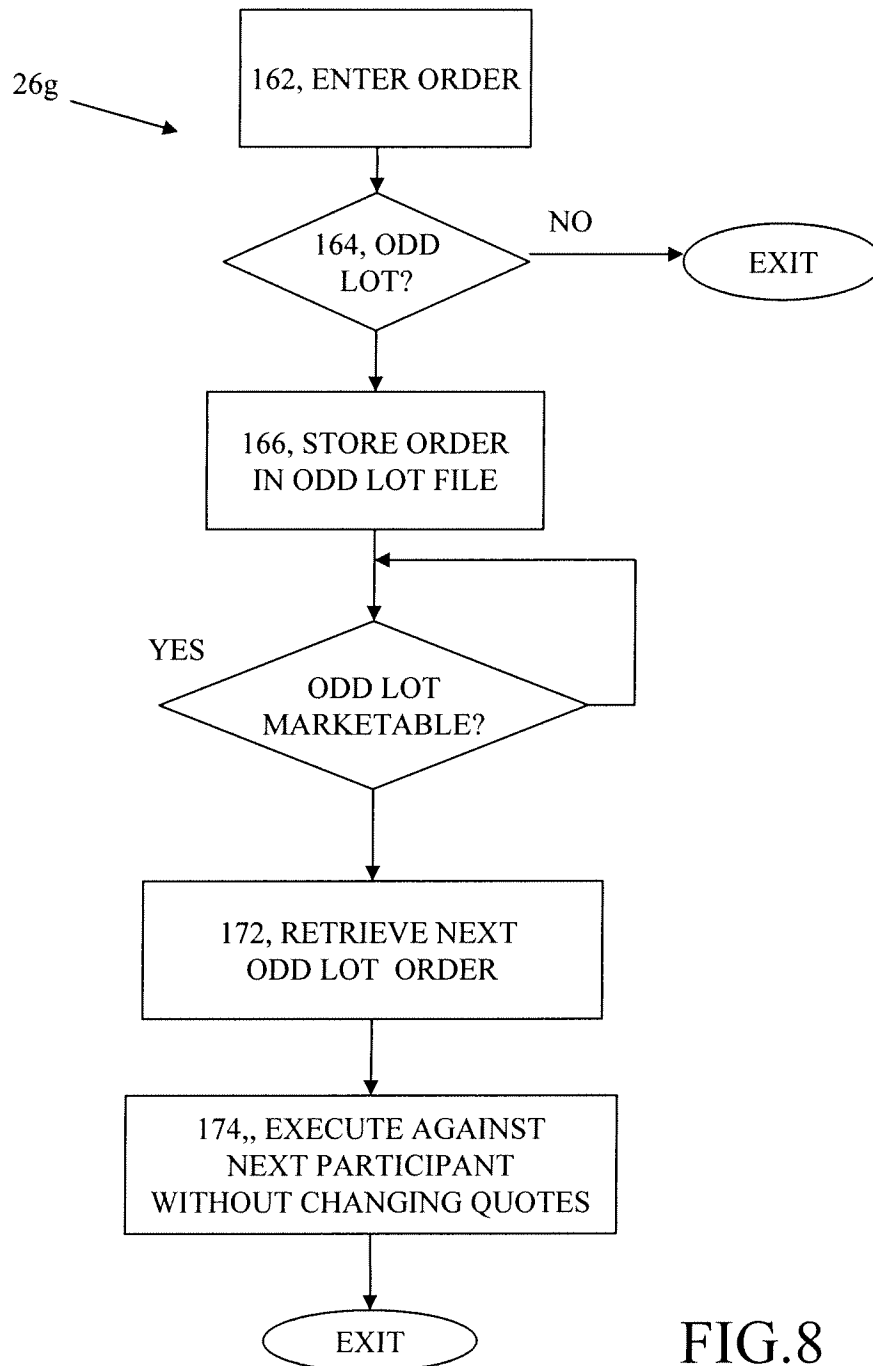 162, ENTER ORDER
26g
164, ODD
LOT?
NO
EXIT
166, STORE ORDER
IN ODD LOT FILE
YES
ODD LOT
MARKETABLE?
172, RETRIEVE NEXT
ODD LOT ORDER
174,, EXECUTE AGAINST
NEXT PARTICIPANT
WITHOUT CHANGING QUOTES
EXIT
FIG.8